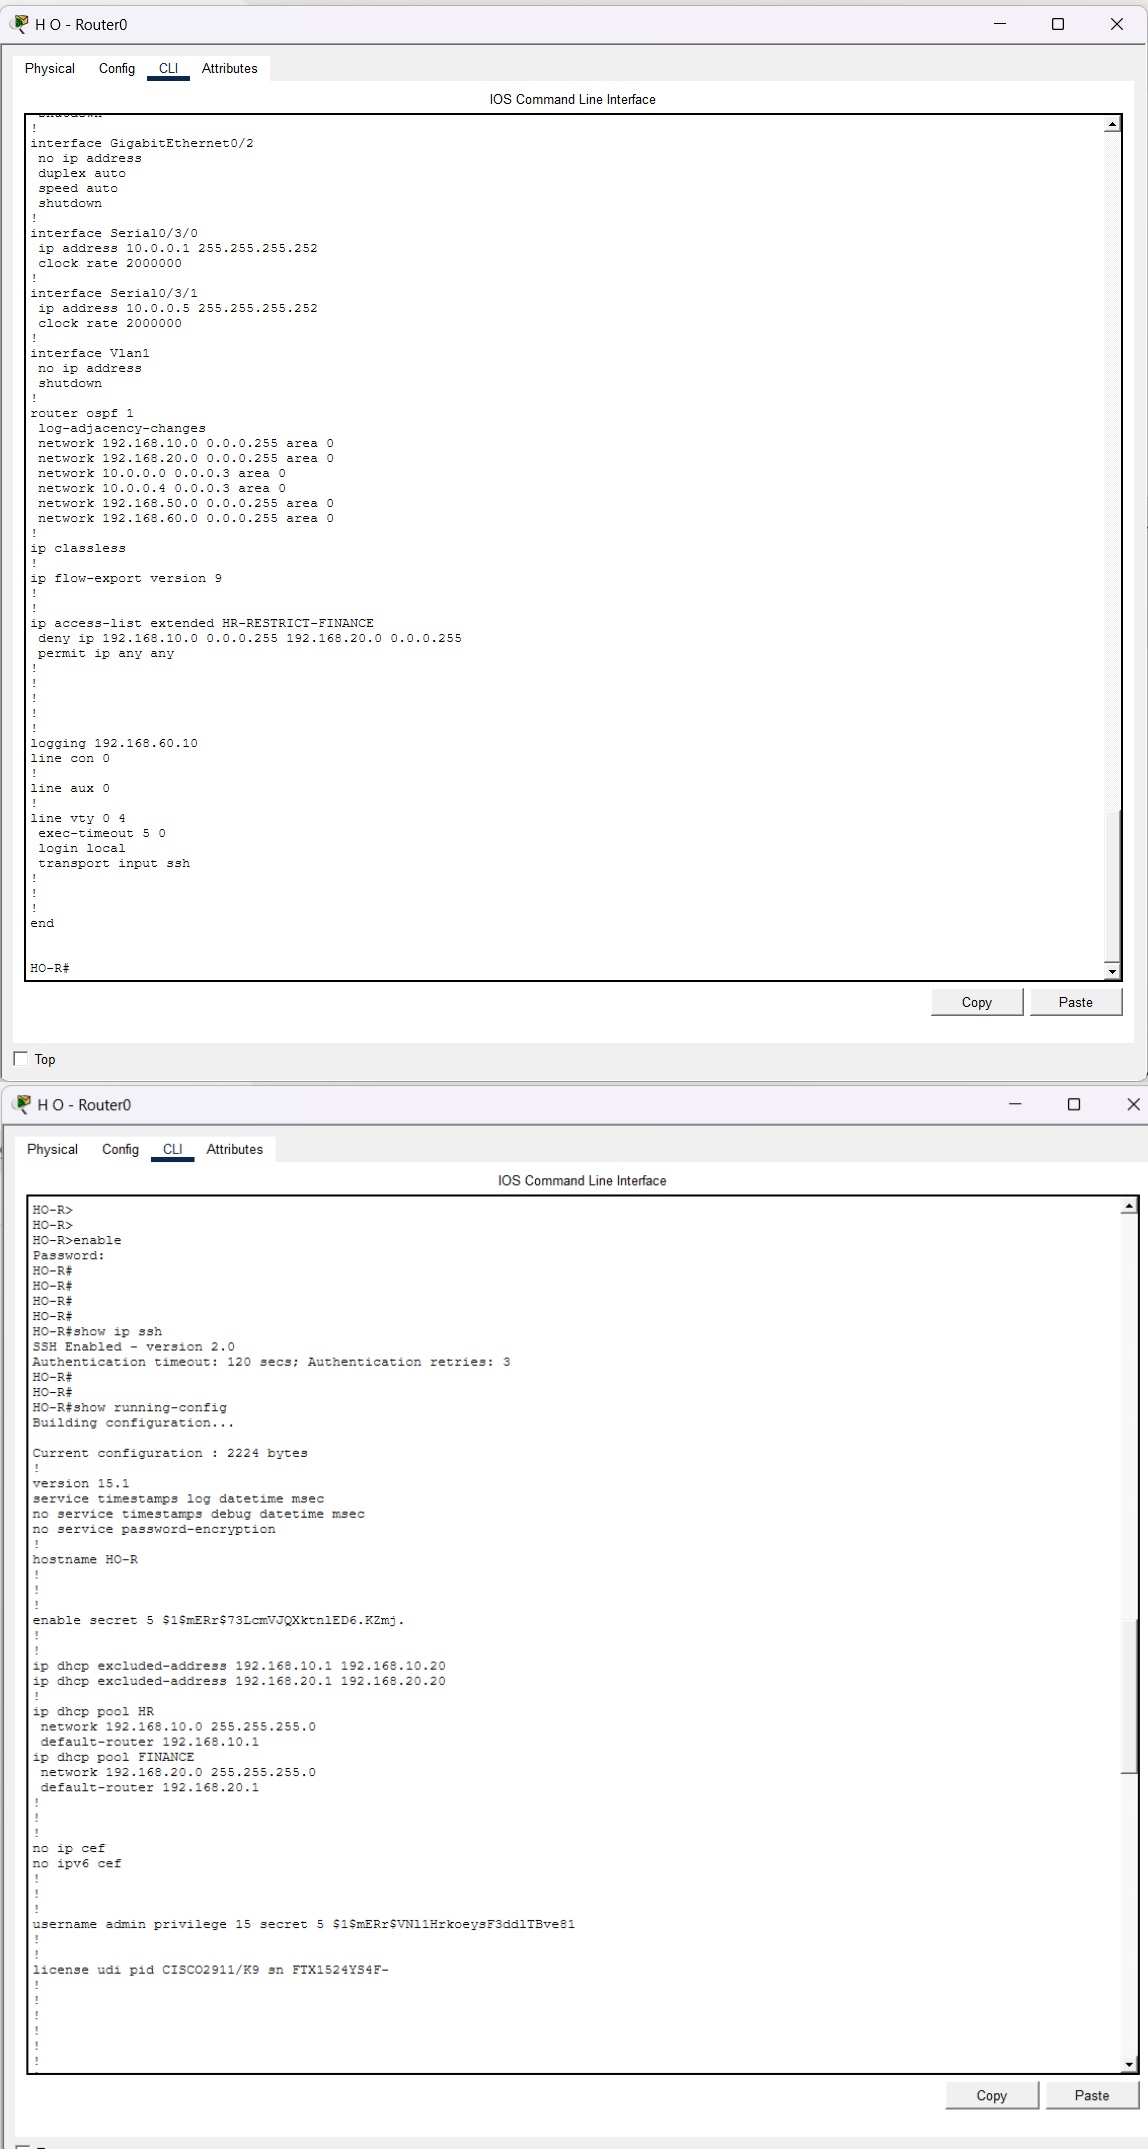 H O - Router0
Physical Config CLI Attributes
IOS Command Line Interface
shutdown
!
interface GigabitEthernet0/2
no ip address
duplex auto
speed auto
shutdown
!
interface Serial0/3/0
ip address 10.0.0.1 255.255.255.252
clock rate 2000000
!
interface Serial0/3/1
ip address 10.0.0.5 255.255.255.252
clock rate 2000000
!
interface Vlan1
no ip address
shutdown
!
router ospf 1
log-adjacency-changes
network 192.168.10.0 0.0.0.255 area 0
network 192.168.20.0 0.0.0.255 area 0
network 10.0.0.0 0.0.0.3 area 0
network 10.0.0.4 0.0.0.3 area 0
network 192.168.50.0 0.0.0.255 area 0
network 192.168.60.0 0.0.0.255 area 0
!
ip classless
!
ip flow-export version 9
!
!
ip access-list extended HR-RESTRICT-FINANCE
deny ip 192.168.10.0 0.0.0.255 192.168.20.0 0.0.0.255
permit ip any any
!
!
!
!
!
logging 192.168.60.10
line con 0
!
line aux 0
!
line vty 0 4
exec-timeout 5 0
login local
transport input ssh
!
!
!
end
HO-R#
Copy Paste
Top
H O - Router0
Physical Config CLI Attributes
IOS Command Line Interface
HO-R>
HO-R>
HO-R>enable
Password:
HO-R#
HO-R#
HO-R#
HO-R#
HO-R#show ip ssh
SSH Enabled - version 2.0
Authentication timeout: 120 secs; Authentication retries: 3
HO-R#
HO-R#
HO-R#show running-config
Building configuration...
Current configuration : 2224 bytes
!
version 15.1
service timestamps log datetime msec
no service timestamps debug datetime msec
no service password-encryption
!
hostname HO-R
!
!
!
enable secret 5 $1$mERr$73LcmVJQXktnlED6.KZmj.
!
!
ip dhcp excluded-address 192.168.10.1 192.168.10.20
ip dhcp excluded-address 192.168.20.1 192.168.20.20
!
ip dhcp pool HR
network 192.168.10.0 255.255.255.0
default-router 192.168.10.1
ip dhcp pool FINANCE
network 192.168.20.0 255.255.255.0
default-router 192.168.20.1
!
!
!
no ip cef
no ipv6 cef
!
!
!
username admin privilege 15 secret 5 $1$mERr$VNl1HrkoeysF3ddlTBve81
!
!
license udi pid CISCO2911/K9 sn FTX1524YS4F-
!
!
!
!
!
!
Copy Paste